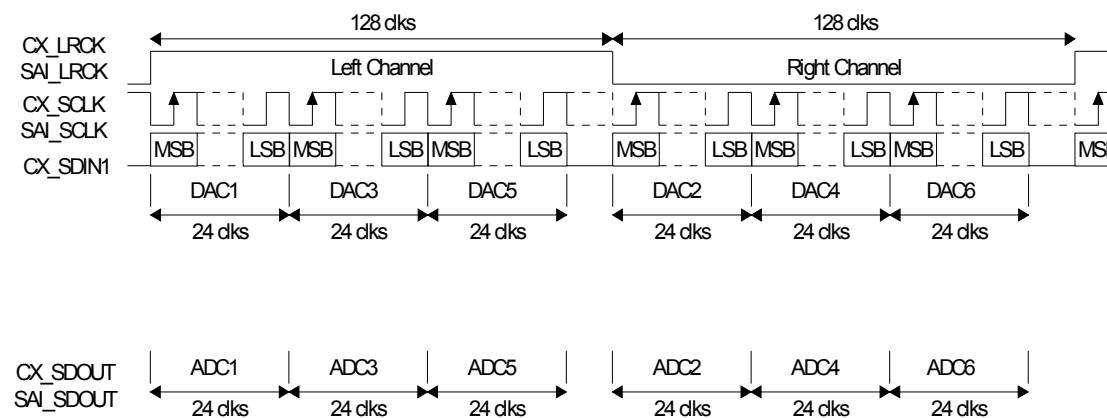 128 clks 128 clks
CX_LRCK
SAI_LRCK Left Channel Right Channel
CX_SCLK
SAI_SCLK
MSB LSB MSB LSB MSB LSB MSB LSB MSB LSB MSB LSB MS
CX_SDIN1
DAC1 DAC3 DAC5 DAC2 DAC4 DAC6
24 clks 24 clks 24 clks 24 clks 24 clks 24 clks
CX_SDOUT ADC1 ADC3 ADC5 ADC2 ADC4 ADC6
SAI_SDOUT 24 clks 24 clks 24 clks 24 clks 24 clks 24 clks